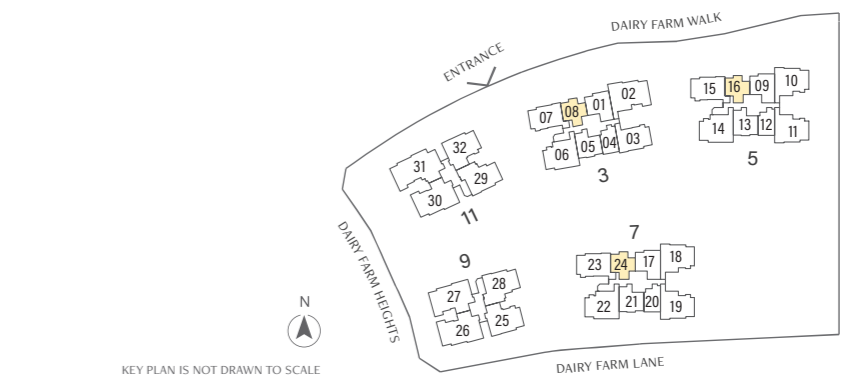 DAIRY FARM WALK
ENTRANCE
15 16 09 10
14 13 12 11
5
07 08 01 02
06 05 04 03
3
31 32
30 29
11
7
23 24 17 18
22 21 20 19
9
27 28
26 25
DAIRY FARM HEIGHTS
N
DAIRY FARM LANE
KEY PLAN IS NOT DRAWN TO SCALE